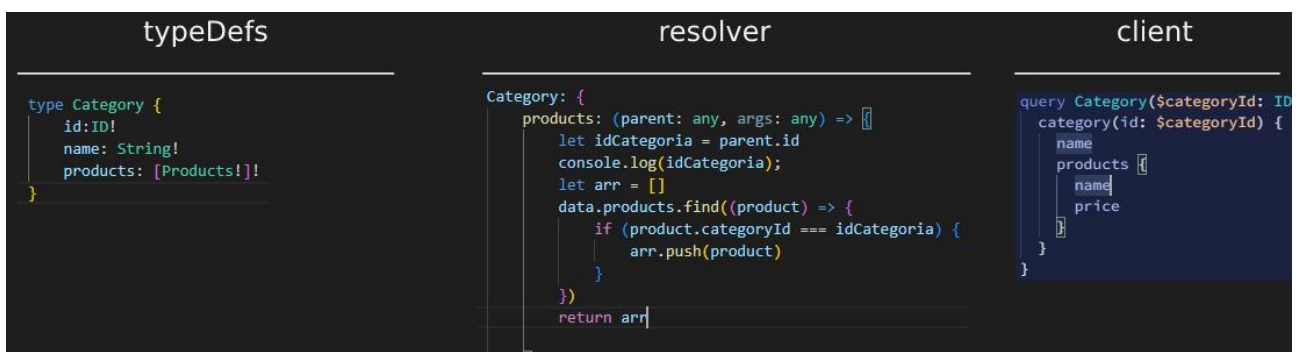 typeDefs
type Category {
id:ID!
name: String!
products: [Products!]!
}
resolver
Category: {
products: (parent: any, args: any) => {
let idCategoria = parent.id
console.log(idCategoria);
let arr = []
data.products.find((product) => {
if (product.categoryId === idCategoria) {
arr.push(product)
}
})
return arr
client
query Category($categoryId: ID
category(id: $categoryId) {
name
products {
name
price
}
}
}